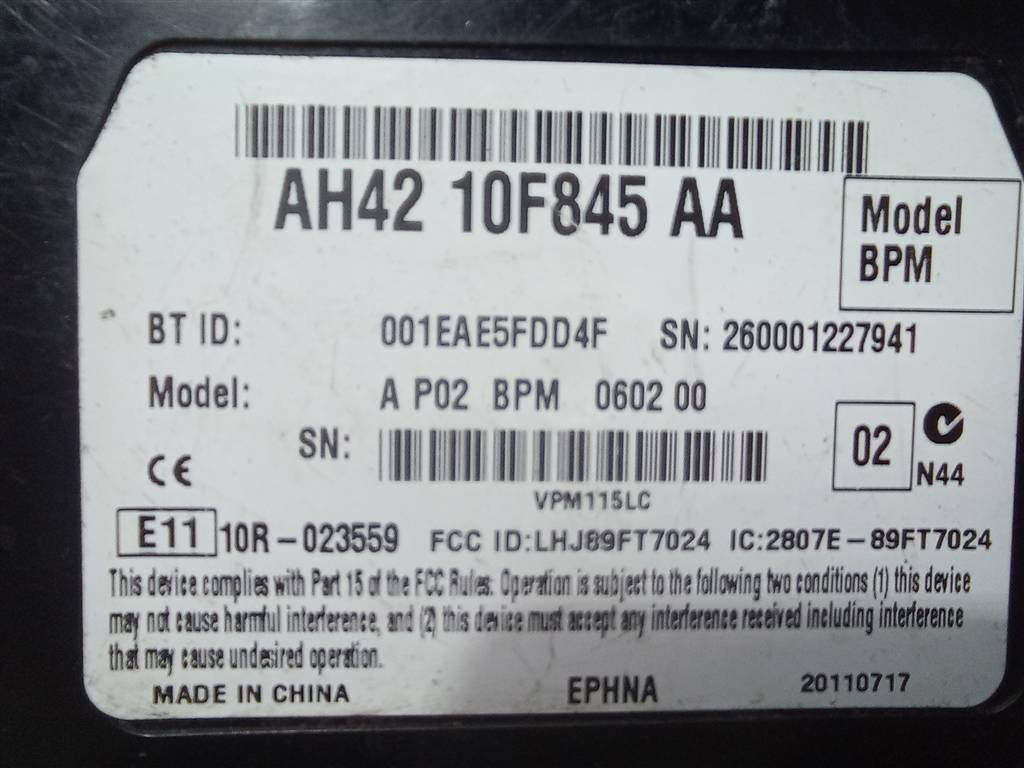 AH42 10F845 AA
Model
BPM
BT ID: 001EAE5FDD4F SN: 260001227941
Model: A P02 BPM 0602 00
SN:
02
N44
CE
VPM115LC
E11 10R-023559 FCC ID:LHJ89FT7024 IC:2807E-89FT7024
This device complies with Part 15 of the FCC Rules. Operation is subject to the following two conditions (1) this device
may not cause harmful interference, and (2) this device must accept any interference received including interference
that may cause undesired operation.
MADE IN CHINA EPHNA 20110717